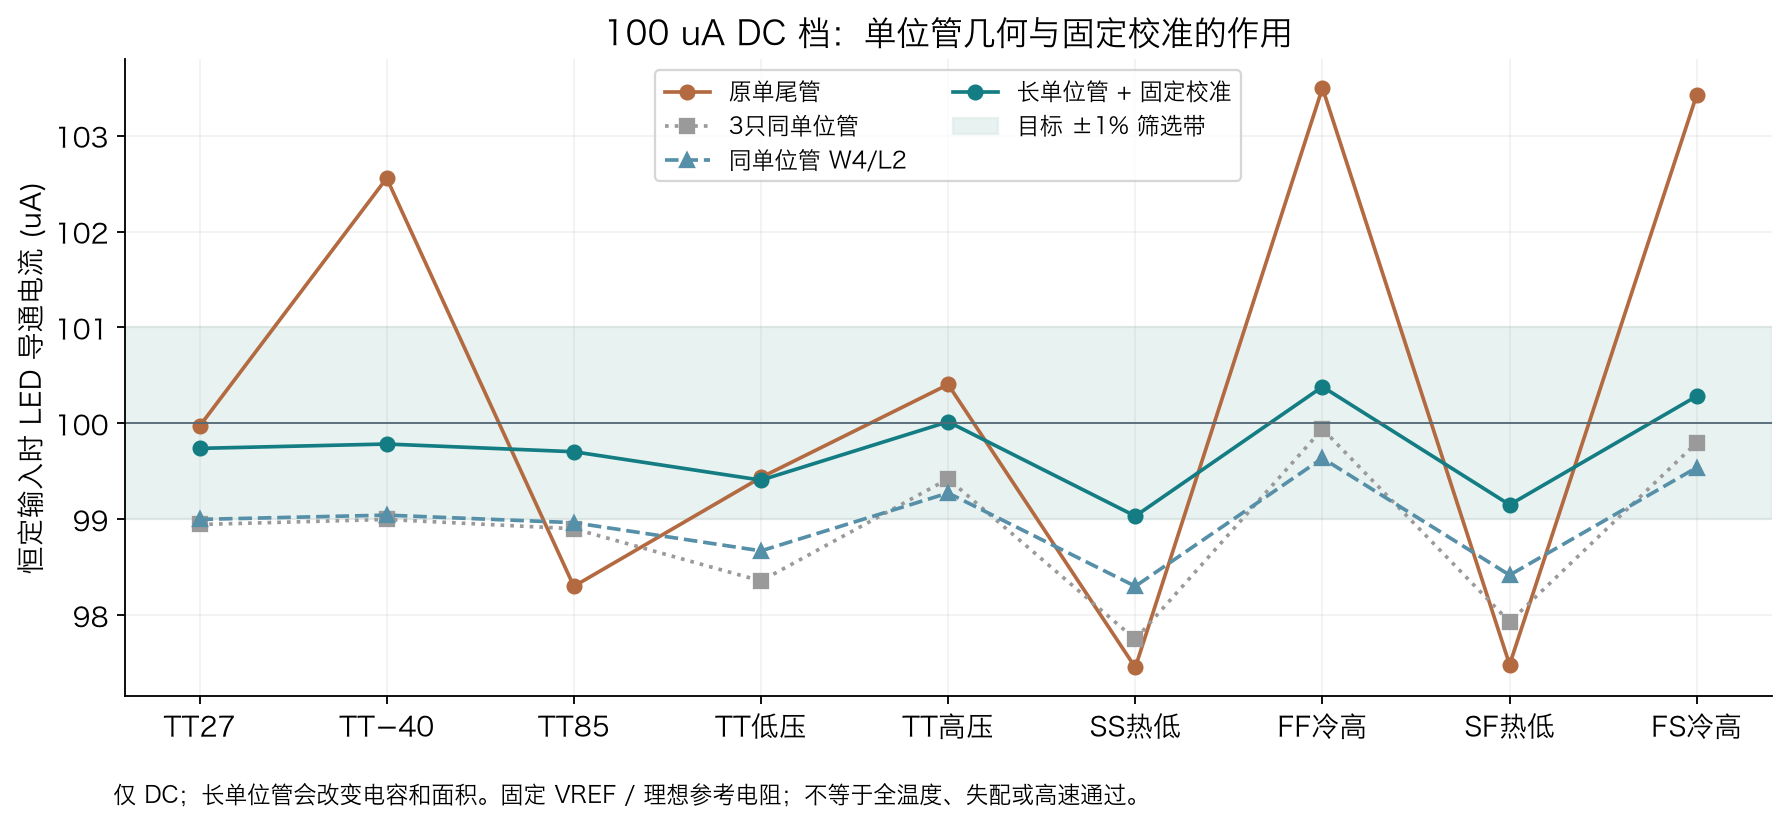 100 uA DC 档：单位管几何与固定校准的作用
原单尾管
3只同单位管
同单位管 W4/L2
长单位管 + 固定校准
目标 ±1% 筛选带
恒定输入时 LED 导通电流 (uA)
103
102
101
100
99
98
TT27
TT−40
TT85
TT低压
TT高压
SS热低
FF冷高
SF热低
FS冷高
仅 DC；长单位管会改变电容和面积。固定 VREF / 理想参考电阻；不等于全温度、失配或高速通过。